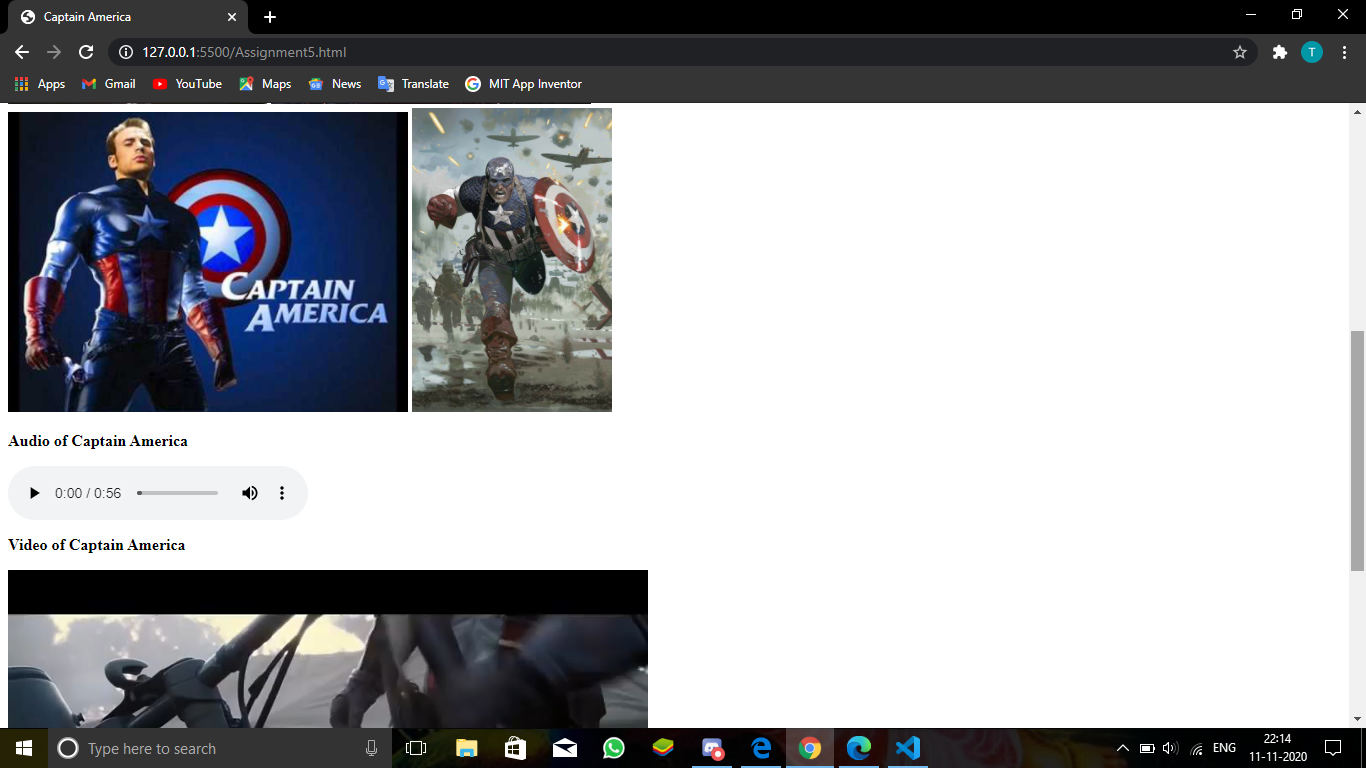 Captain America
127.0.0.1:5500/Assignment5.html
T
Apps Gmail YouTube Maps News Translate MIT App Inventor
CAPTAIN
AMERICA
Audio of Captain America
0:00 / 0:56
Video of Captain America
Type here to search
ENG
22:14
11-11-2020